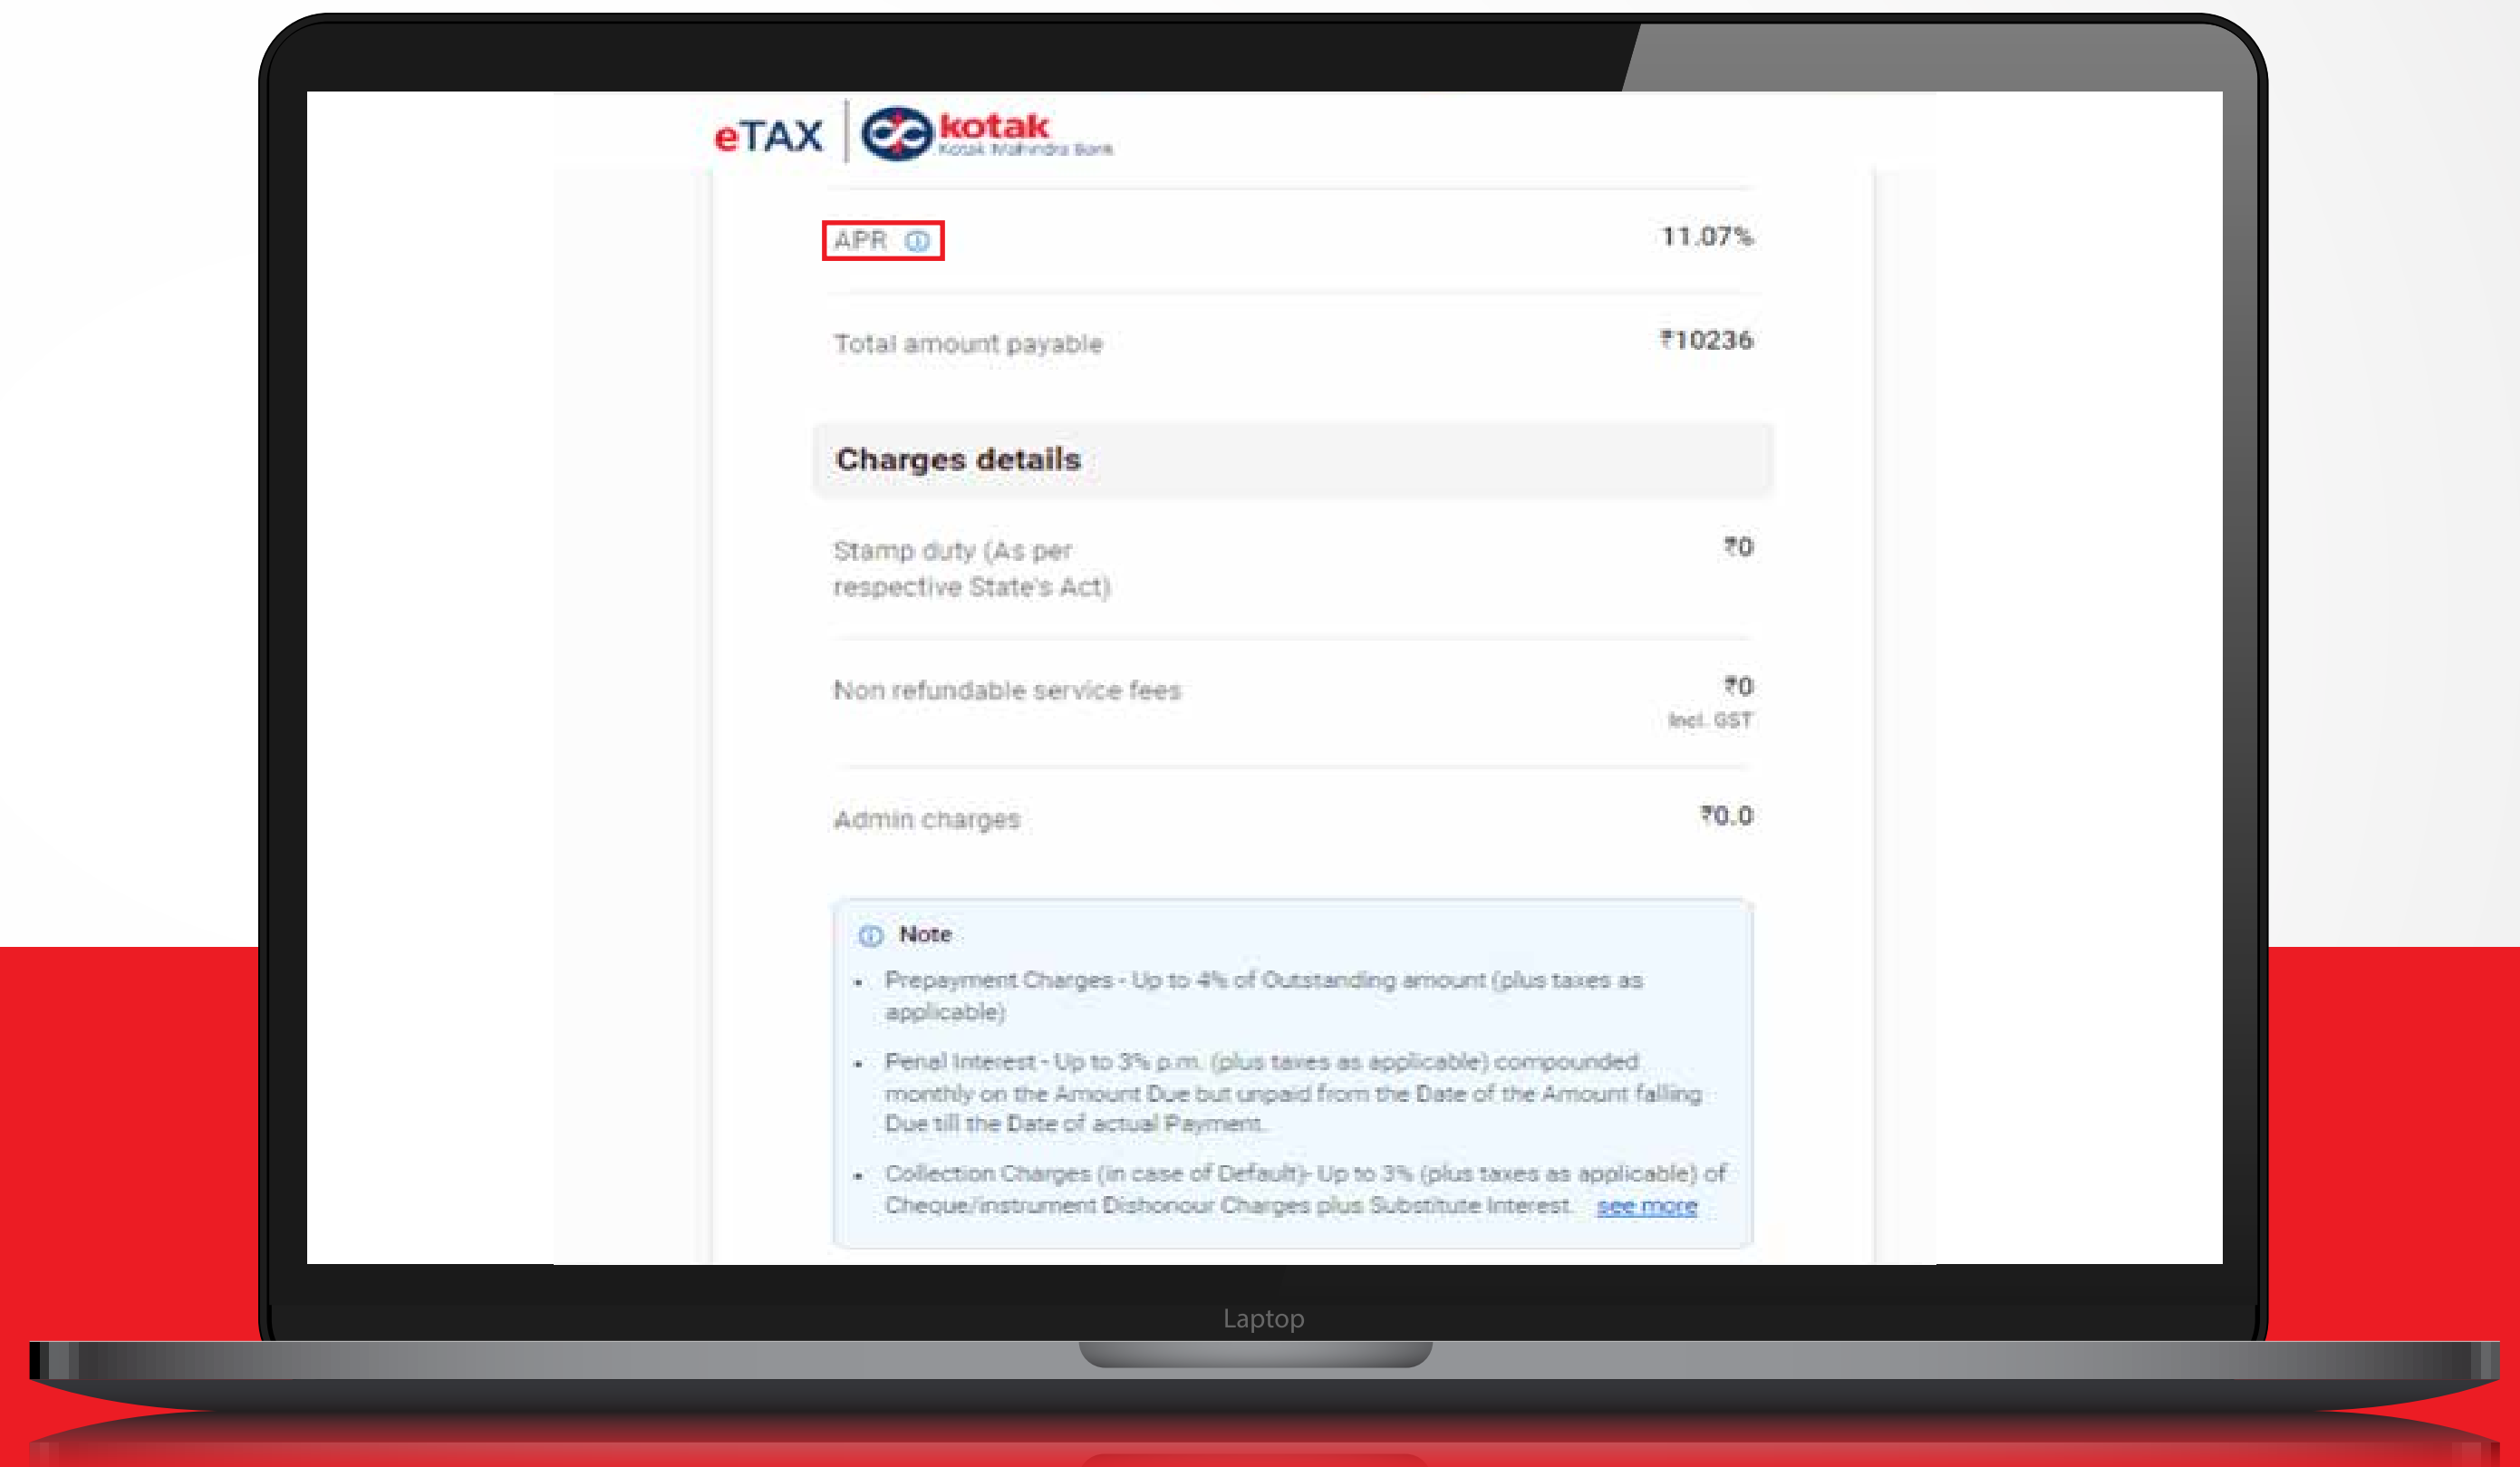 eTAX kotak
Kotak Mahindra Bank
APR 11.07%
Total amount payable ₹10236
Charges details
Stamp duty (As per ₹0
respective State's Act)
Non refundable service fees ₹0
Incl. GST
Admin charges ₹0.0
Note
• Prepayment Charges - Up to 4% of Outstanding amount (plus taxes as
applicable)
• Penal Interest - Up to 3% p.m. (plus taxes as applicable) compounded
monthly on the Amount Due but unpaid from the Date of the Amount falling
Due till the Date of actual Payment.
• Collection Charges (in case of Default)- Up to 3% (plus taxes as applicable) of
Cheque/instrument Dishonour Charges plus Substitute Interest. see more
Laptop